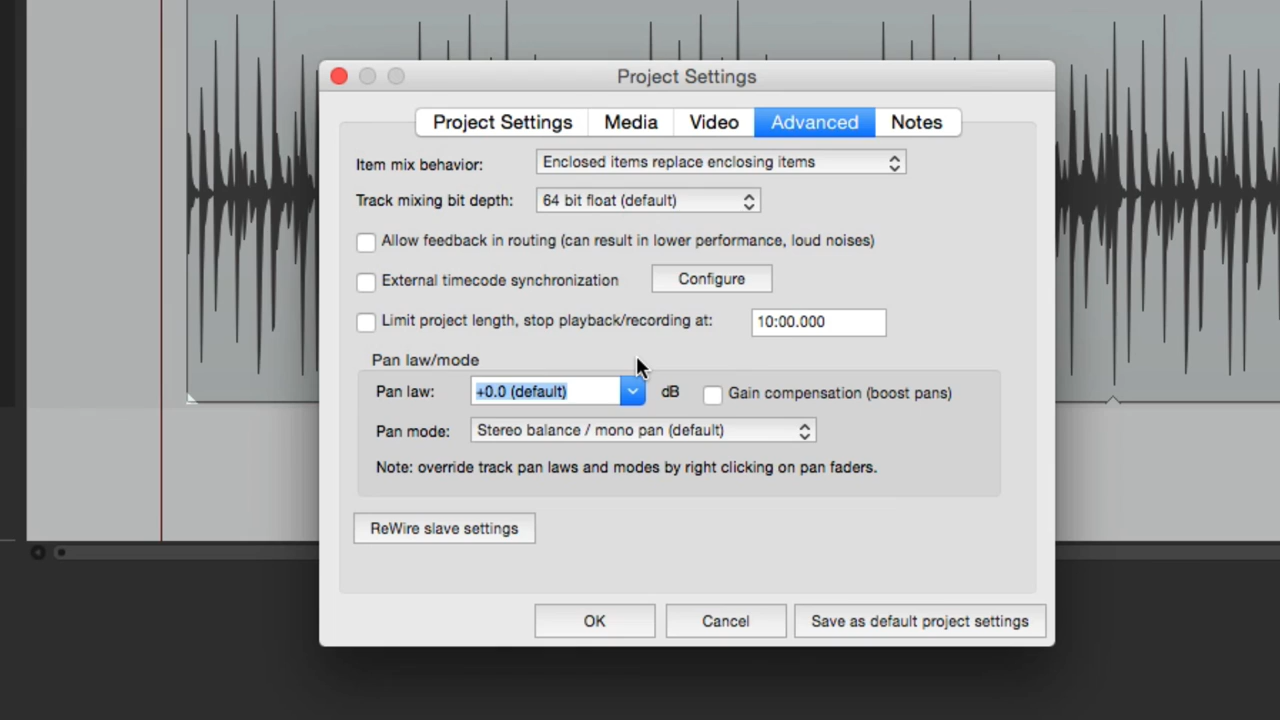 Project Settings
Project Settings Media Video Advanced Notes
Item mix behavior: Enclosed items replace enclosing items
Track mixing bit depth: 64 bit float (default)
Allow feedback in routing (can result in lower performance, loud noises)
External timecode synchronization Configure
Limit project length, stop playback/recording at: 10:00.000
Pan law/mode
Pan law: +0.0 (default) dB Gain compensation (boost pans)
Pan mode: Stereo balance / mono pan (default)
Note: override track pan laws and modes by right clicking on pan faders.
ReWire slave settings
OK Cancel Save as default project settings